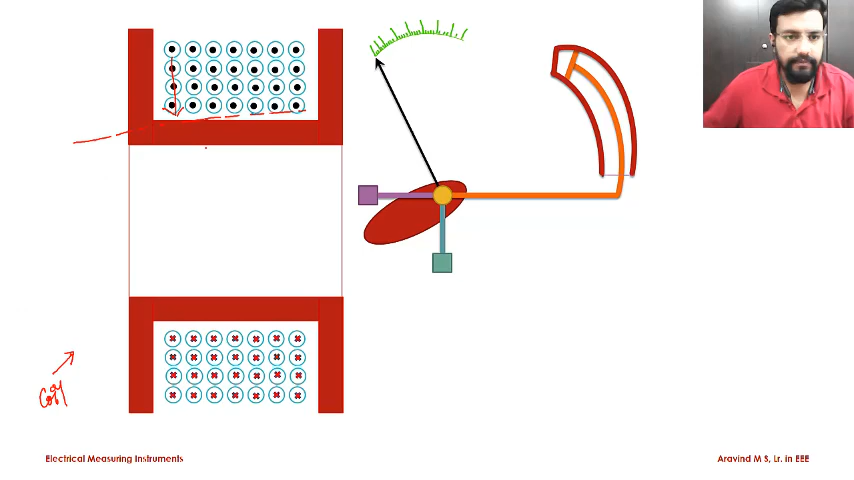 Electrical Measuring Instruments
Aravind M S, Lr. in EEE